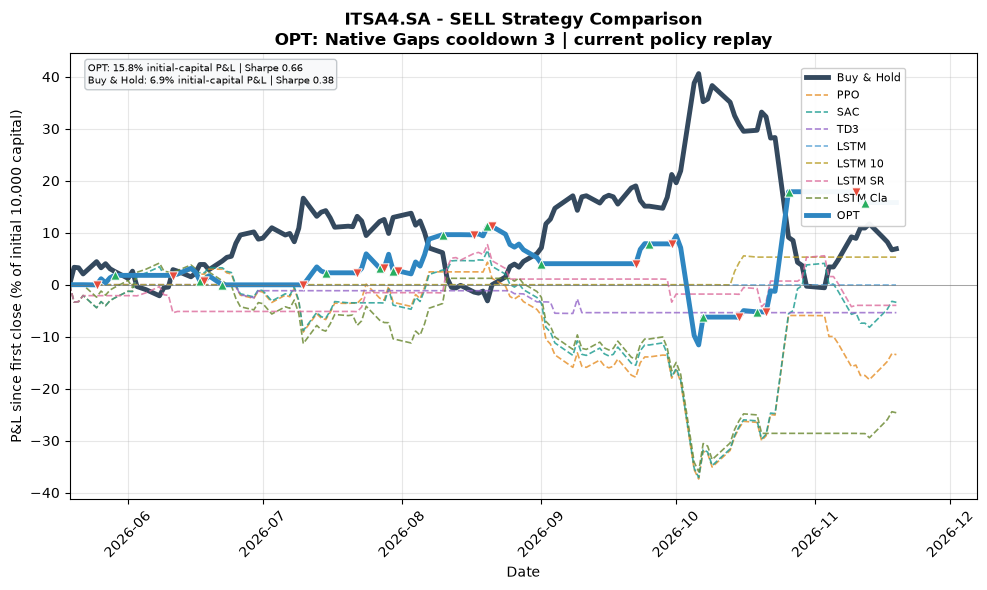 ITSA4.SA - SELL Strategy Comparison
OPT: Native Gaps cooldown 3 | current policy replay
OPT: 15.8% initial-capital P&L | Sharpe 0.66
Buy & Hold: 6.9% initial-capital P&L | Sharpe 0.38
Buy & Hold
PPO
SAC
TD3
LSTM
LSTM 10
LSTM SR
LSTM Cla
OPT
P&L since first close (% of initial 10,000 capital)
40
30
20
10
0
−10
−20
−30
−40
2026-06
2026-07
2026-08
2026-09
2026-10
2026-11
2026-12
Date